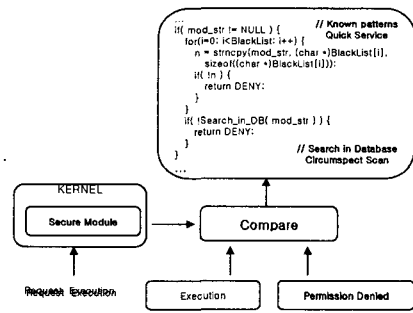 ...
if( mod_str != NULL ) {
// Known patterns
Quick Service
for(i=0; i<BlackList; i++) {
n = strncpy(mod_str, (char *)BlackList[i],
sizeof((char *)BlackList[i]));
if( !n ) {
return DENY;
}
}
if( !Search_in_DB( mod_str ) ) {
return DENY;
}
// Search in Database
Circumspect Scan
}
...
KERNEL
Secure Module
Compare
Request Execution
Request Execution
Execution
Permission Denied